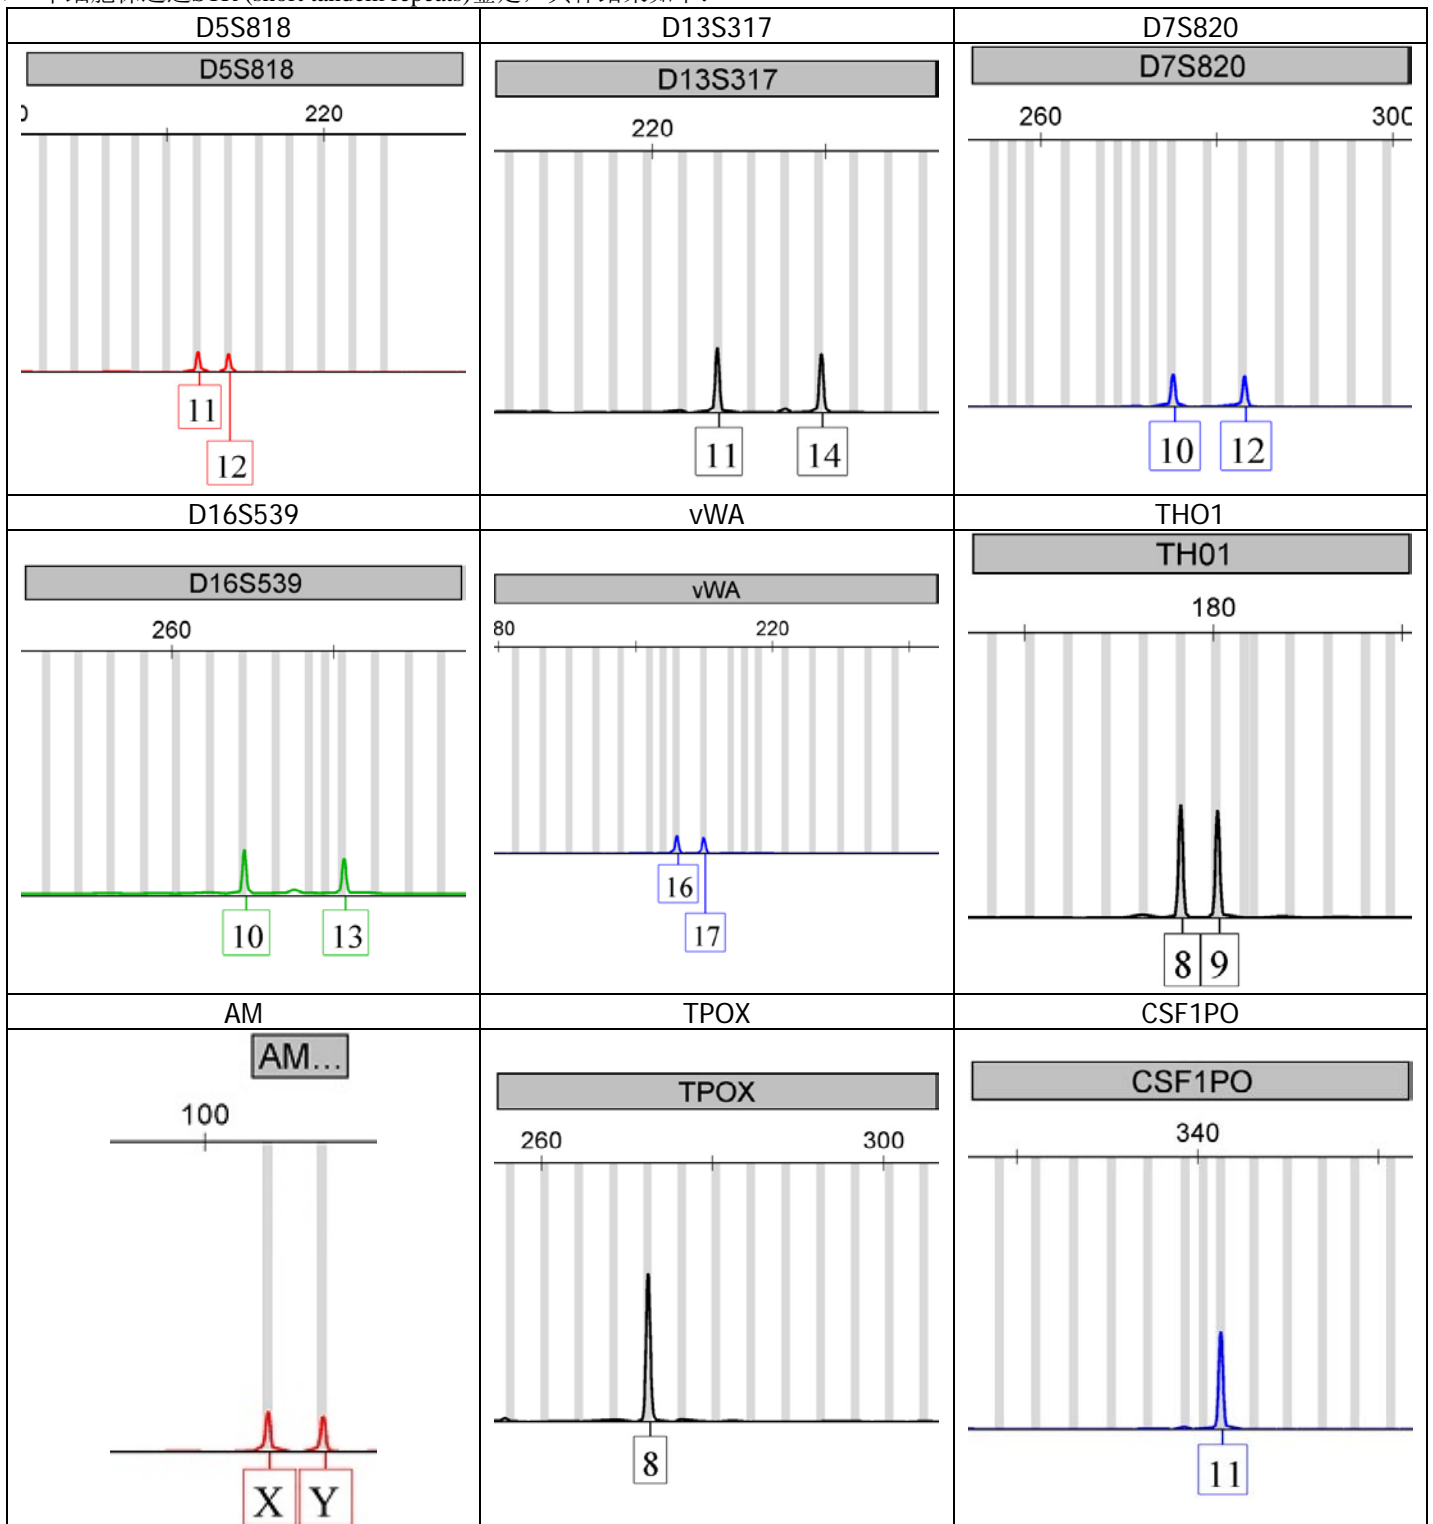 D5S818 D13S317 D7S820
D5S818 D13S317 D7S820
220 220 260 300
11 12 11 14 10 12
D16S539 vWA THO1
D16S539 vWA TH01
260 80 220 180
10 13 16 17 8 9
AM TPOX CSF1PO
AM... TPOX CSF1PO
100 260 300 340
X Y 8 11